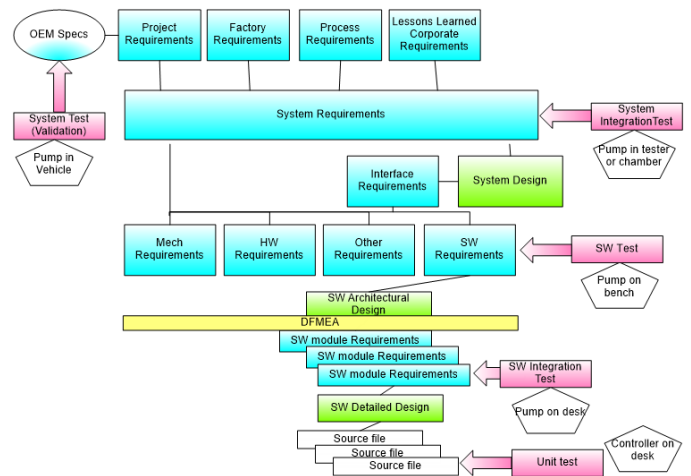 OEM Specs
Project
Requirements
Factory
Requirements
Process
Requirements
Lessons Learned
Corporate
Requirements
System Test
(Validation)
Pump in
Vehicle
System Requirements
System
IntegrationTest
Pump in tester
or chamber
Interface
Requirements
System Design
Mech
Requirements
HW
Requirements
Other
Requirements
SW
Requirements
SW Test
Pump on
bench
SW Architectural
Design
DFMEA
SW module Requirements
SW module Requirements
SW module Requirements
SW Integration
Test
Pump on desk
SW Detailed Design
Source file
Source file
Source file
Unit test
Controller on
desk